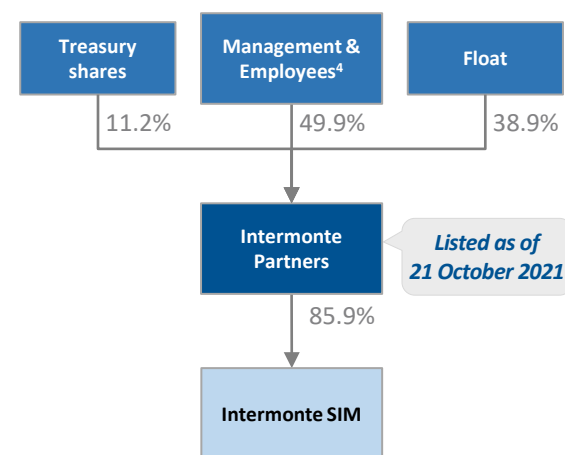 Treasury
shares
Management &
Employees⁴
Float
11.2%
49.9%
38.9%
Intermonte
Partners
Listed as of
21 October 2021
85.9%
Intermonte SIM